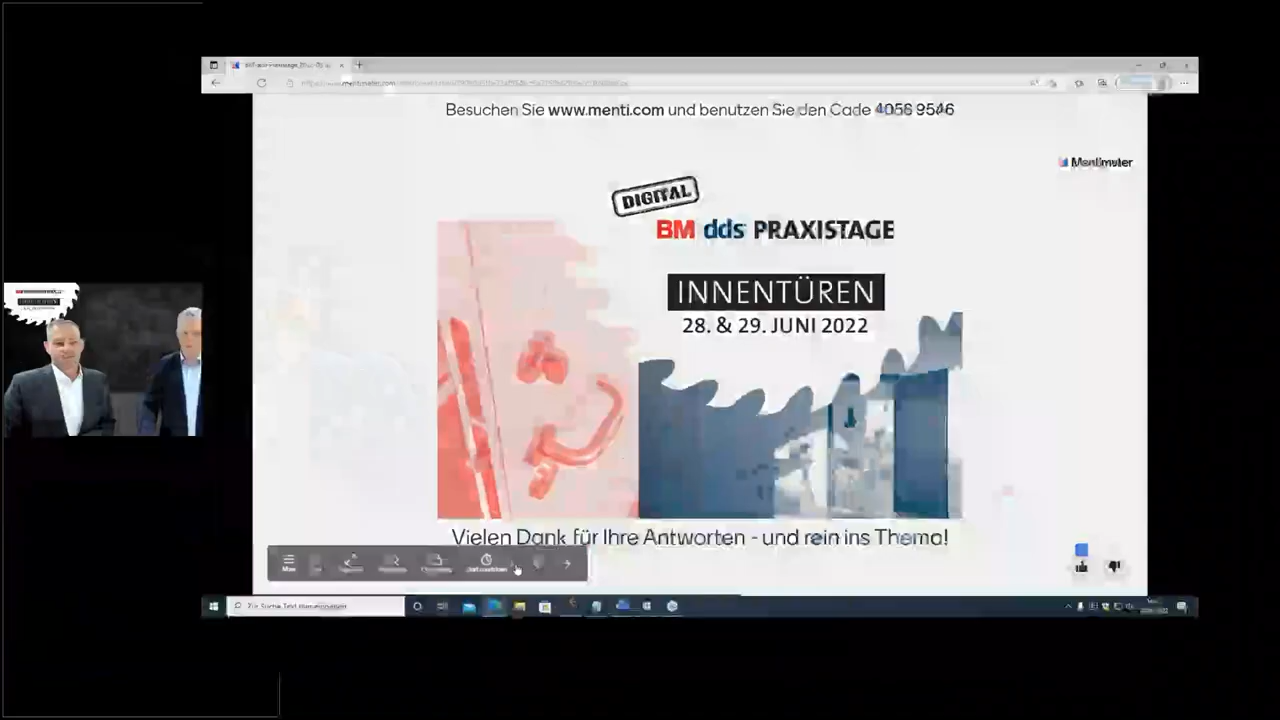 Besuchen Sie www.menti.com und benutzen Sie den Code 4056 9546
Mentimeter
DIGITAL
BM dds PRAXISTAGE
INNENTÜREN
28. & 29. JUNI 2022
Vielen Dank für Ihre Antworten - und rein ins Thema!